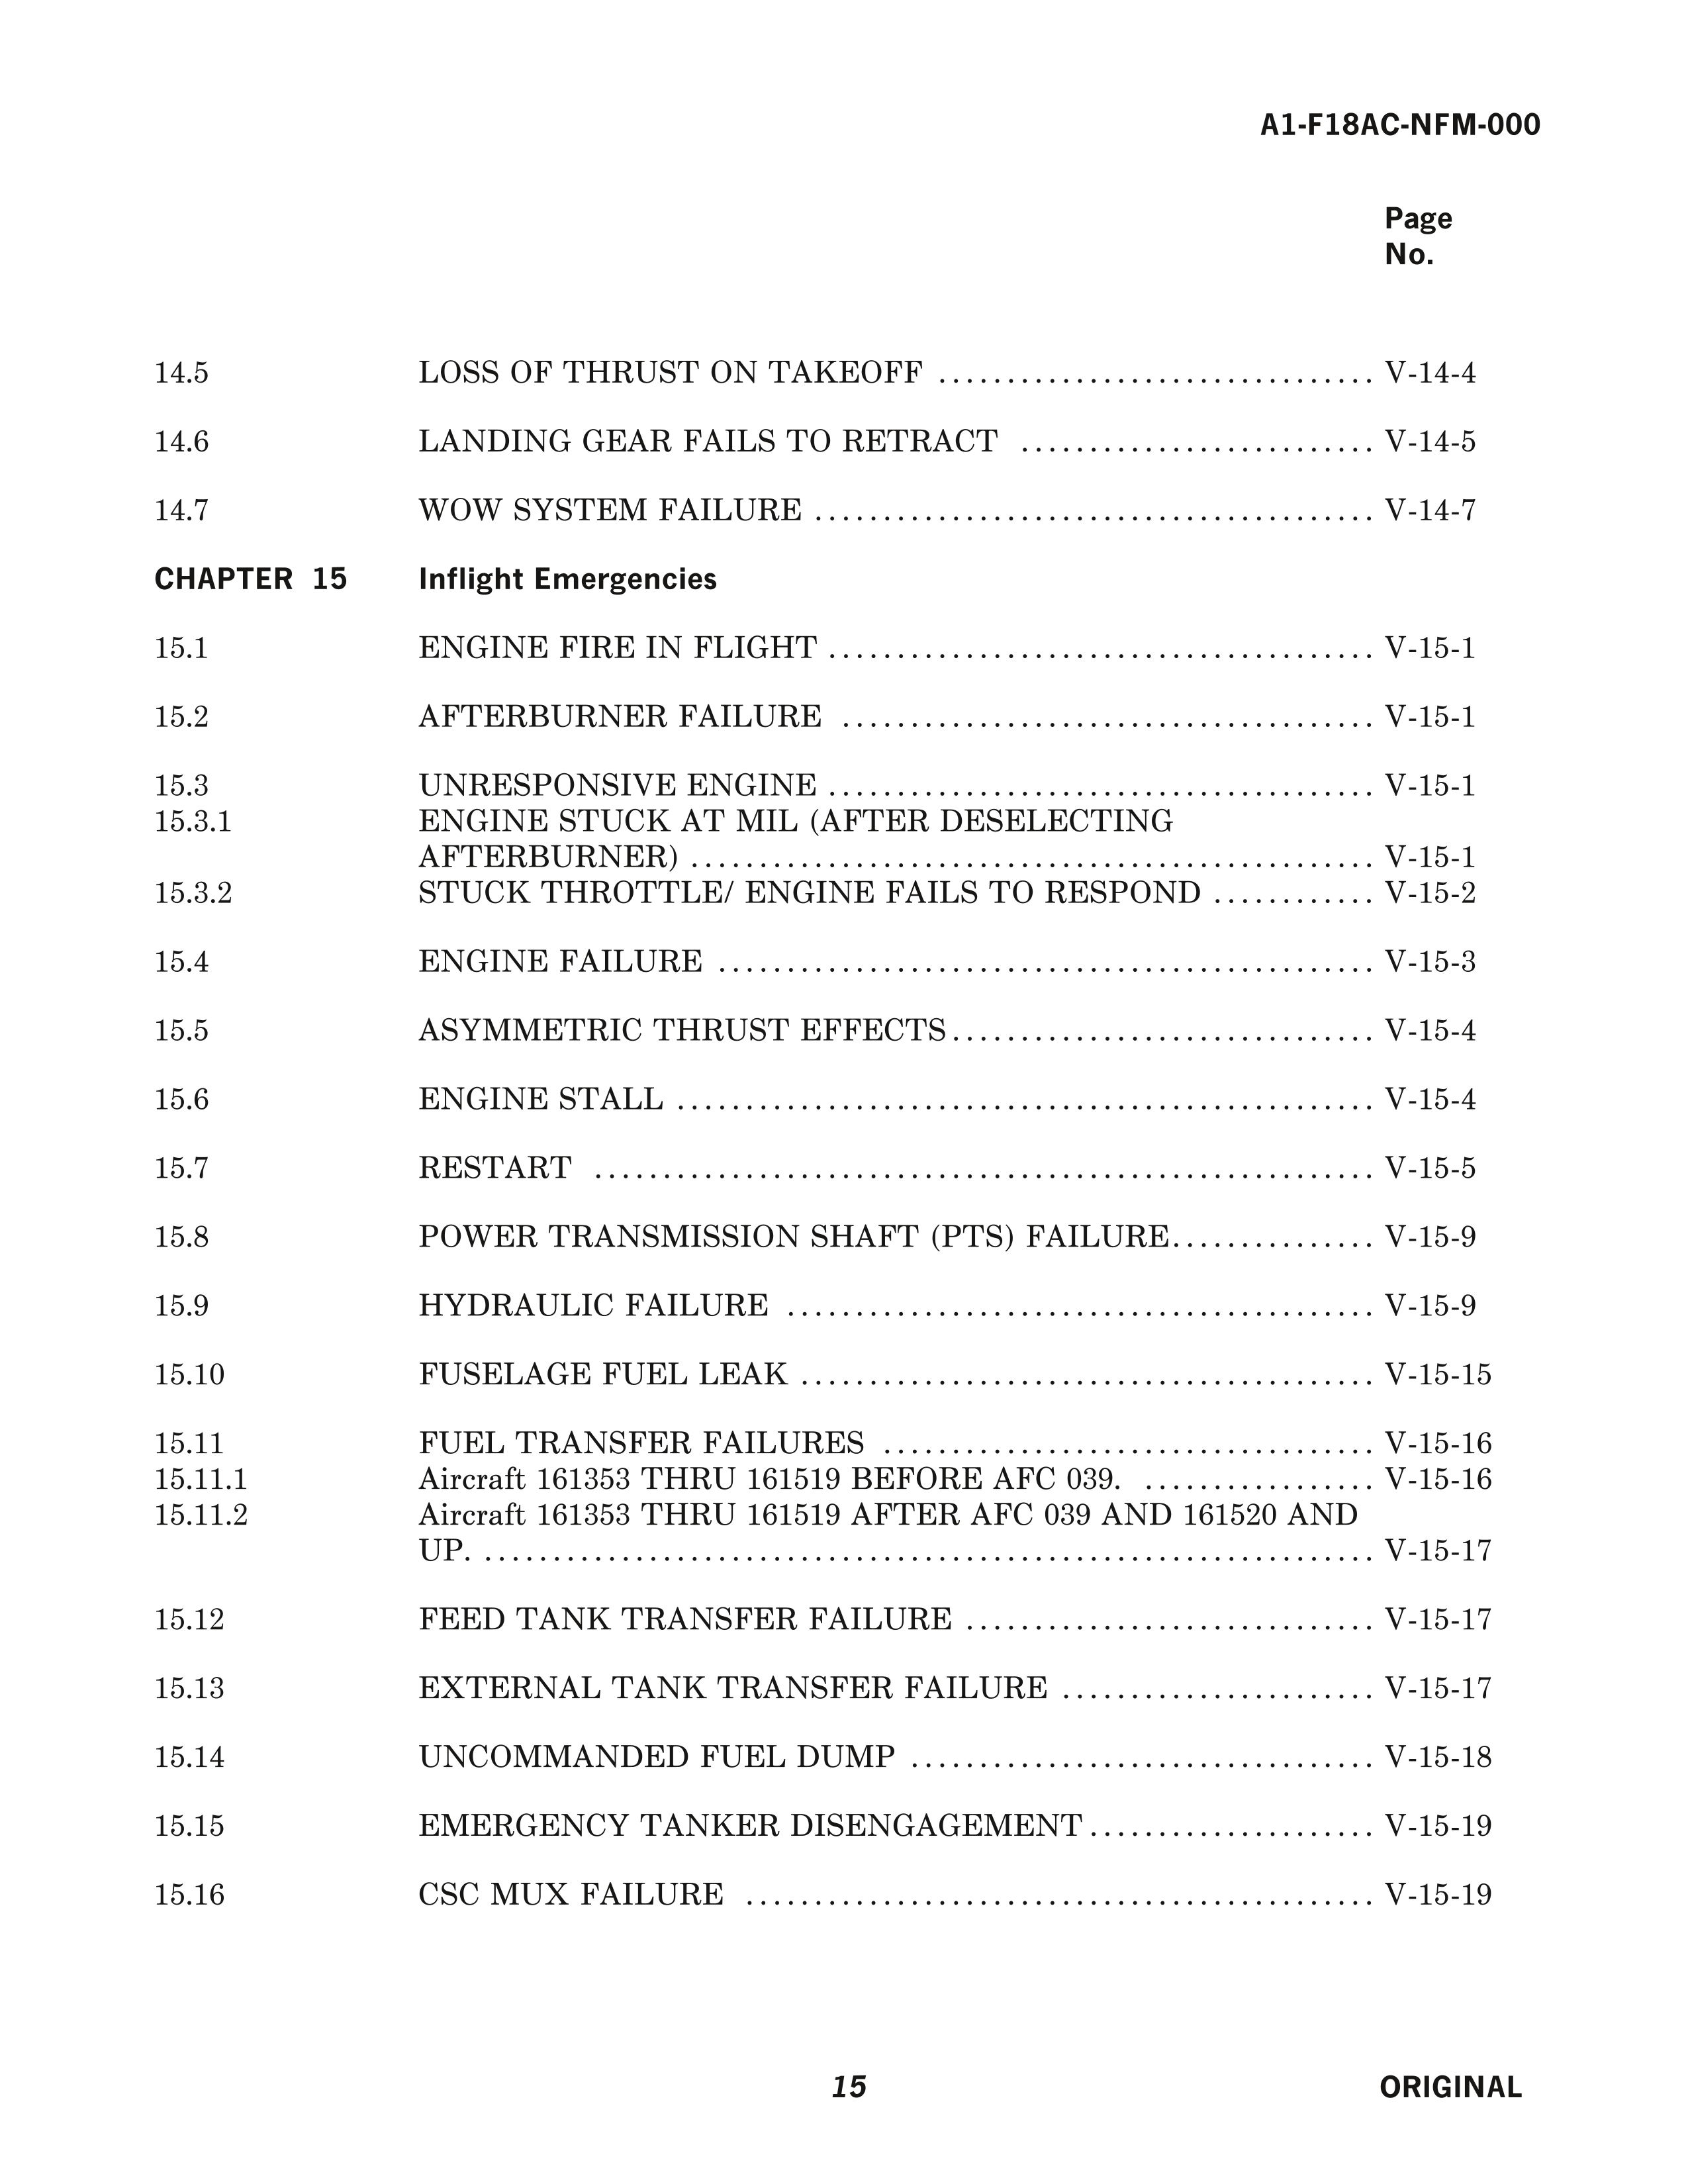 A1-F18AC-NFM-000
Page
No.
14.5 LOSS OF THRUST ON TAKEOFF ................................ V-14-4
14.6 LANDING GEAR FAILS TO RETRACT .......................... V-14-5
14.7 WOW SYSTEM FAILURE ......................................... V-14-7
CHAPTER 15 Inflight Emergencies
15.1 ENGINE FIRE IN FLIGHT ........................................ V-15-1
15.2 AFTERBURNER FAILURE ....................................... V-15-1
15.3 UNRESPONSIVE ENGINE ........................................ V-15-1
15.3.1 ENGINE STUCK AT MIL (AFTER DESELECTING
AFTERBURNER) .................................................. V-15-1
15.3.2 STUCK THROTTLE/ ENGINE FAILS TO RESPOND ............ V-15-2
15.4 ENGINE FAILURE ................................................ V-15-3
15.5 ASYMMETRIC THRUST EFFECTS ............................... V-15-4
15.6 ENGINE STALL ................................................... V-15-4
15.7 RESTART ......................................................... V-15-5
15.8 POWER TRANSMISSION SHAFT (PTS) FAILURE ............... V-15-9
15.9 HYDRAULIC FAILURE ........................................... V-15-9
15.10 FUSELAGE FUEL LEAK .......................................... V-15-15
15.11 FUEL TRANSFER FAILURES .................................... V-15-16
15.11.1 Aircraft 161353 THRU 161519 BEFORE AFC 039. ................. V-15-16
15.11.2 Aircraft 161353 THRU 161519 AFTER AFC 039 AND 161520 AND
UP. ................................................................. V-15-17
15.12 FEED TANK TRANSFER FAILURE .............................. V-15-17
15.13 EXTERNAL TANK TRANSFER FAILURE ....................... V-15-17
15.14 UNCOMMANDED FUEL DUMP .................................. V-15-18
15.15 EMERGENCY TANKER DISENGAGEMENT ..................... V-15-19
15.16 CSC MUX FAILURE .............................................. V-15-19
15 ORIGINAL